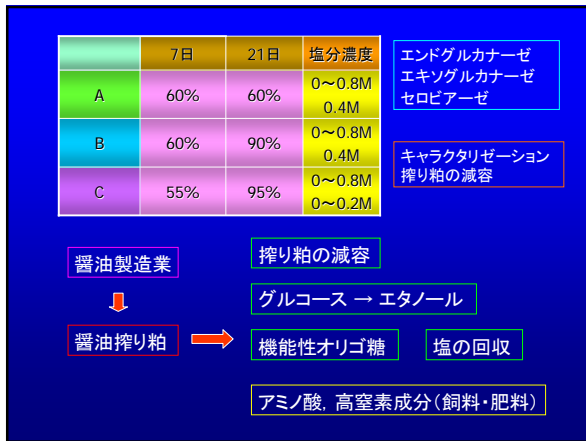 7日 21日 塩分濃度
A 60% 60% 0～0.8M
0.4M
B 60% 90% 0～0.8M
0.4M
C 55% 95% 0～0.8M
0～0.2M
エンドグルカナーゼ
エキソグルカナーゼ
セロビアーゼ
キャラクタリゼーション
搾り粕の減容
醤油製造業
醤油搾り粕
搾り粕の減容
グルコース → エタノール
機能性オリゴ糖
塩の回収
アミノ酸, 高窒素成分(飼料・肥料)